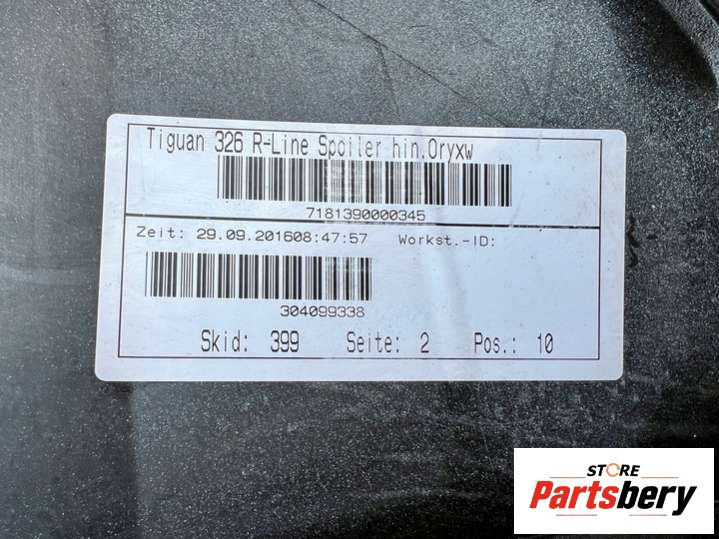 Tiguan 326 R-Line Spoiler hin.Oryxw
7181390000345
Zeit: 29.09.201608:47:57 Workst.-ID:
304099338
Skid: 399 Seite: 2 Pos.: 10
STORE
Partsbery